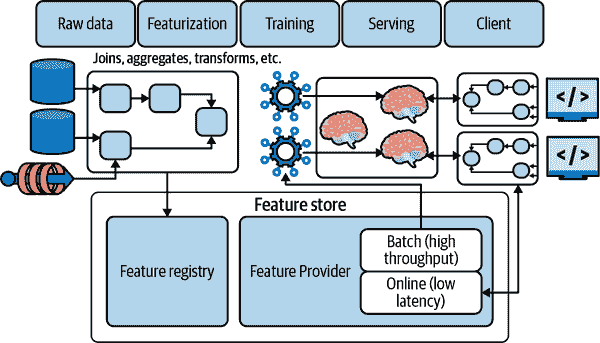 Raw data
Featurization
Training
Serving
Client
Joins, aggregates, transforms, etc.
</>
</>
Feature store
Feature registry
Feature Provider
Batch (high
throughput)
Online (low
latency)